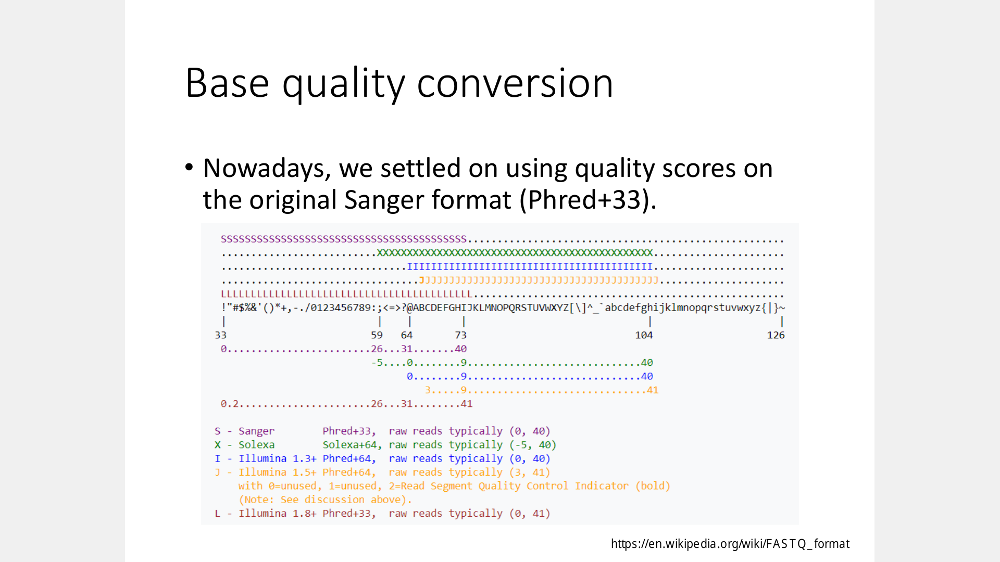 Base quality conversion
• Nowadays, we settled on using quality scores on
the original Sanger format (Phred+33).
SSSSSSSSSSSSSSSSSSSSSSSSSSSSSSSSSSSSSSSSS.....................................................
..........................XXXXXXXXXXXXXXXXXXXXXXXXXXXXXXXXXXXXXXXXXXXXXX......................
...............................IIIIIIIIIIIIIIIIIIIIIIIIIIIIIIIIIIIIIIIII......................
.................................JJJJJJJJJJJJJJJJJJJJJJJJJJJJJJJJJJJJJJJJ.....................
LLLLLLLLLLLLLLLLLLLLLLLLLLLLLLLLLLLLLLLLLL....................................................
!"#$%&'()*+,-./0123456789:;<=>?@ABCDEFGHIJKLMNOPQRSTUVWXYZ[\]^_`abcdefghijklmnopqrstuvwxyz{|}~
| | | | | |
33 59 64 73 104 126
0........................26...31.......40
-5....0........9.............................40
0........9.............................40
3.....9..............................41
0.2......................26...31........41
S - Sanger Phred+33, raw reads typically (0, 40)
X - Solexa Solexa+64, raw reads typically (-5, 40)
I - Illumina 1.3+ Phred+64, raw reads typically (0, 40)
J - Illumina 1.5+ Phred+64, raw reads typically (3, 41)
with 0=unused, 1=unused, 2=Read Segment Quality Control Indicator (bold)
(Note: See discussion above).
L - Illumina 1.8+ Phred+33, raw reads typically (0, 41)
https://en.wikipedia.org/wiki/FASTQ_format